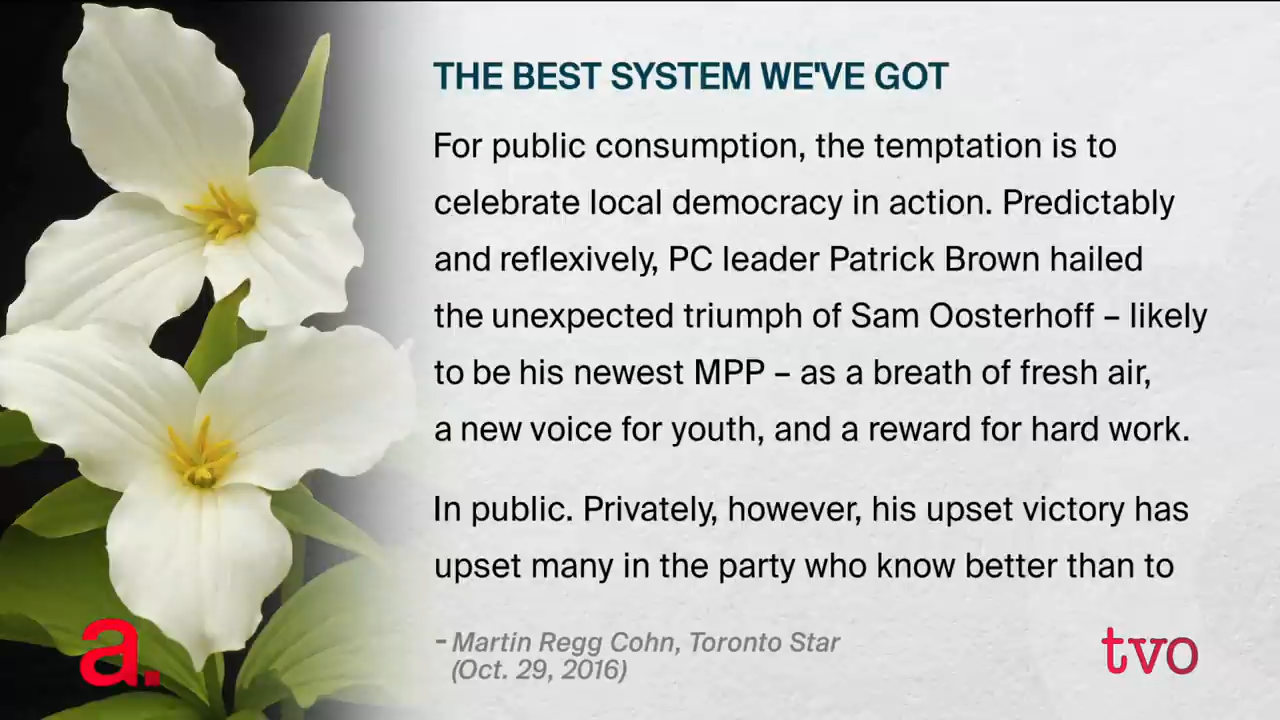 THE BEST SYSTEM WE'VE GOT
For public consumption, the temptation is to
celebrate local democracy in action. Predictably
and reflexively, PC leader Patrick Brown hailed
the unexpected triumph of Sam Oosterhoff – likely
to be his newest MPP – as a breath of fresh air,
a new voice for youth, and a reward for hard work.
In public. Privately, however, his upset victory has
upset many in the party who know better than to
- Martin Regg Cohn, Toronto Star
(Oct. 29, 2016)
a.
tvo